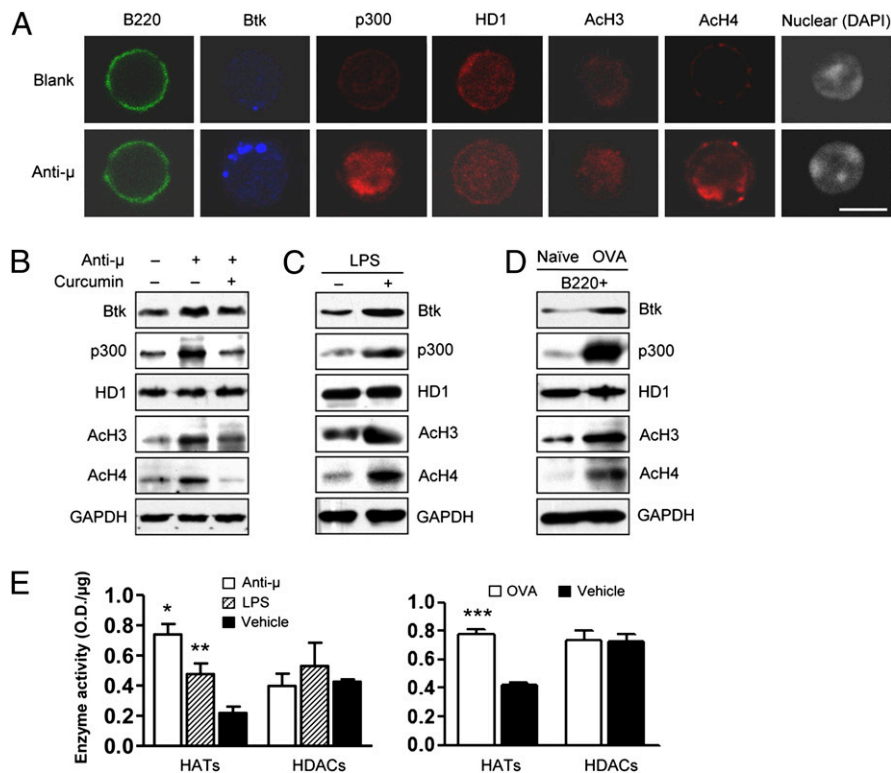 A
B220 Btk p300 HD1 AcH3 AcH4 Nuclear (DAPI)
Blank
Anti-μ
B
Anti-μ – + +
Curcumin – – +
Btk
p300
HD1
AcH3
AcH4
GAPDH
C
LPS
– +
Btk
p300
HD1
AcH3
AcH4
GAPDH
D
Naïve OVA
B220+
Btk
p300
HD1
AcH3
AcH4
GAPDH
E
Enzyme activity (O.D./μg)
1.0
0.8
0.6
0.4
0.2
0.0
* **
Anti-μ
LPS
Vehicle
HATs HDACs
1.0
0.8
0.6
0.4
0.2
0.0
***
OVA Vehicle
HATs HDACs